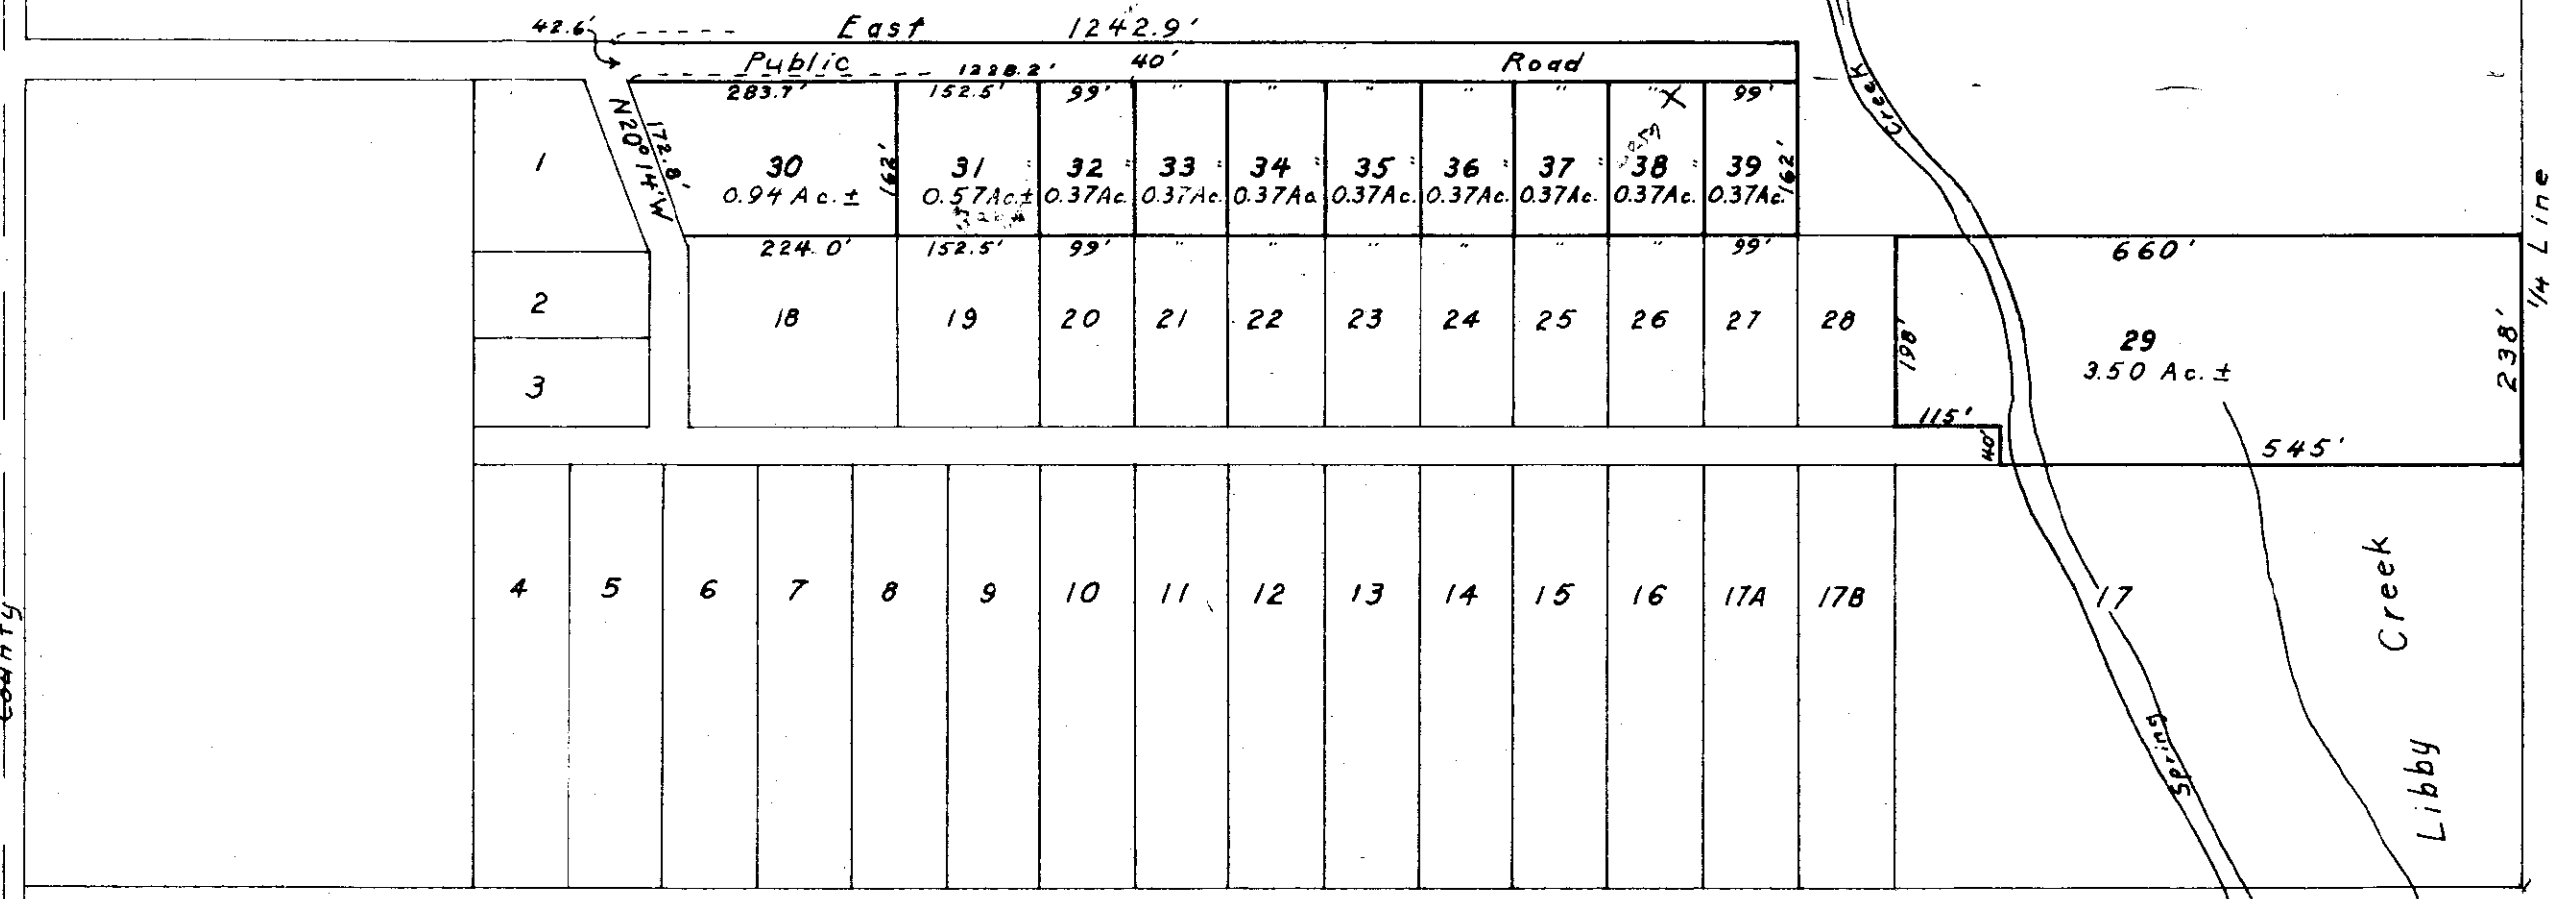 42.6' East 1242.9'
Public 1228.2' 40' Road
283.7' 152.5' 99' " " " " " " 99'
N20°14'W 172.8'
1 30 162' 31 " 32 " 33 " 34 " 35 " 36 " 37 " 38 " 39 162'
0.94 Ac. ± 0.57Ac.± 0.37Ac. 0.37Ac. 0.37Ac 0.37Ac. 0.37Ac. 0.37Ac. 0.37Ac. 0.37Ac.
224.0' 152.5' 99' " " " " " " 99' 660'
2 18 19 20 21 22 23 24 25 26 27 28 198' 29 238'
3.50 Ac. ±
3 115'
40' 545'
4 5 6 7 8 9 10 11 12 13 14 15 16 17A 17B 17
Creek
Spring
Libby Creek
1/4 Line
County
X